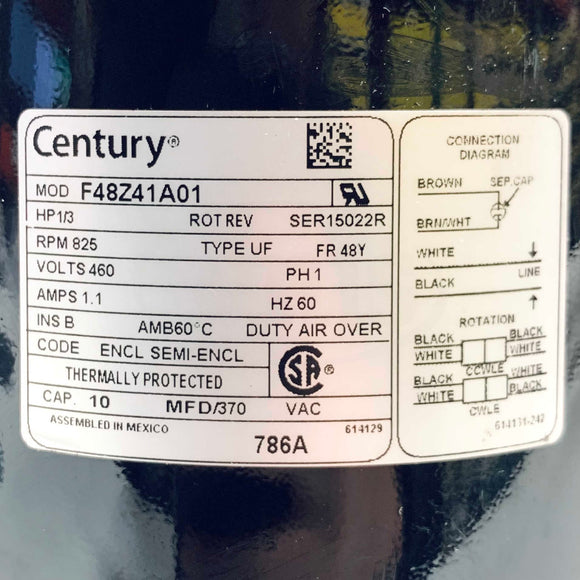 Century®
MOD F48Z41A01
HP1/3 ROT REV SER15022R
RPM 825 TYPE UF FR 48Y
VOLTS 460 PH 1
AMPS 1.1 HZ 60
INS B AMB60°C DUTY AIR OVER
CODE ENCL SEMI-ENCL
THERMALLY PROTECTED
CAP. 10 MFD/370 VAC
ASSEMBLED IN MEXICO 786A 614129
CONNECTION
DIAGRAM
BROWN SEP.CAP
BRN/WHT
WHITE
LINE
BLACK
ROTATION
BLACK BLACK
WHITE WHITE
CCWLE
BLACK WHITE
WHITE BLACK
CWLE
614131-242